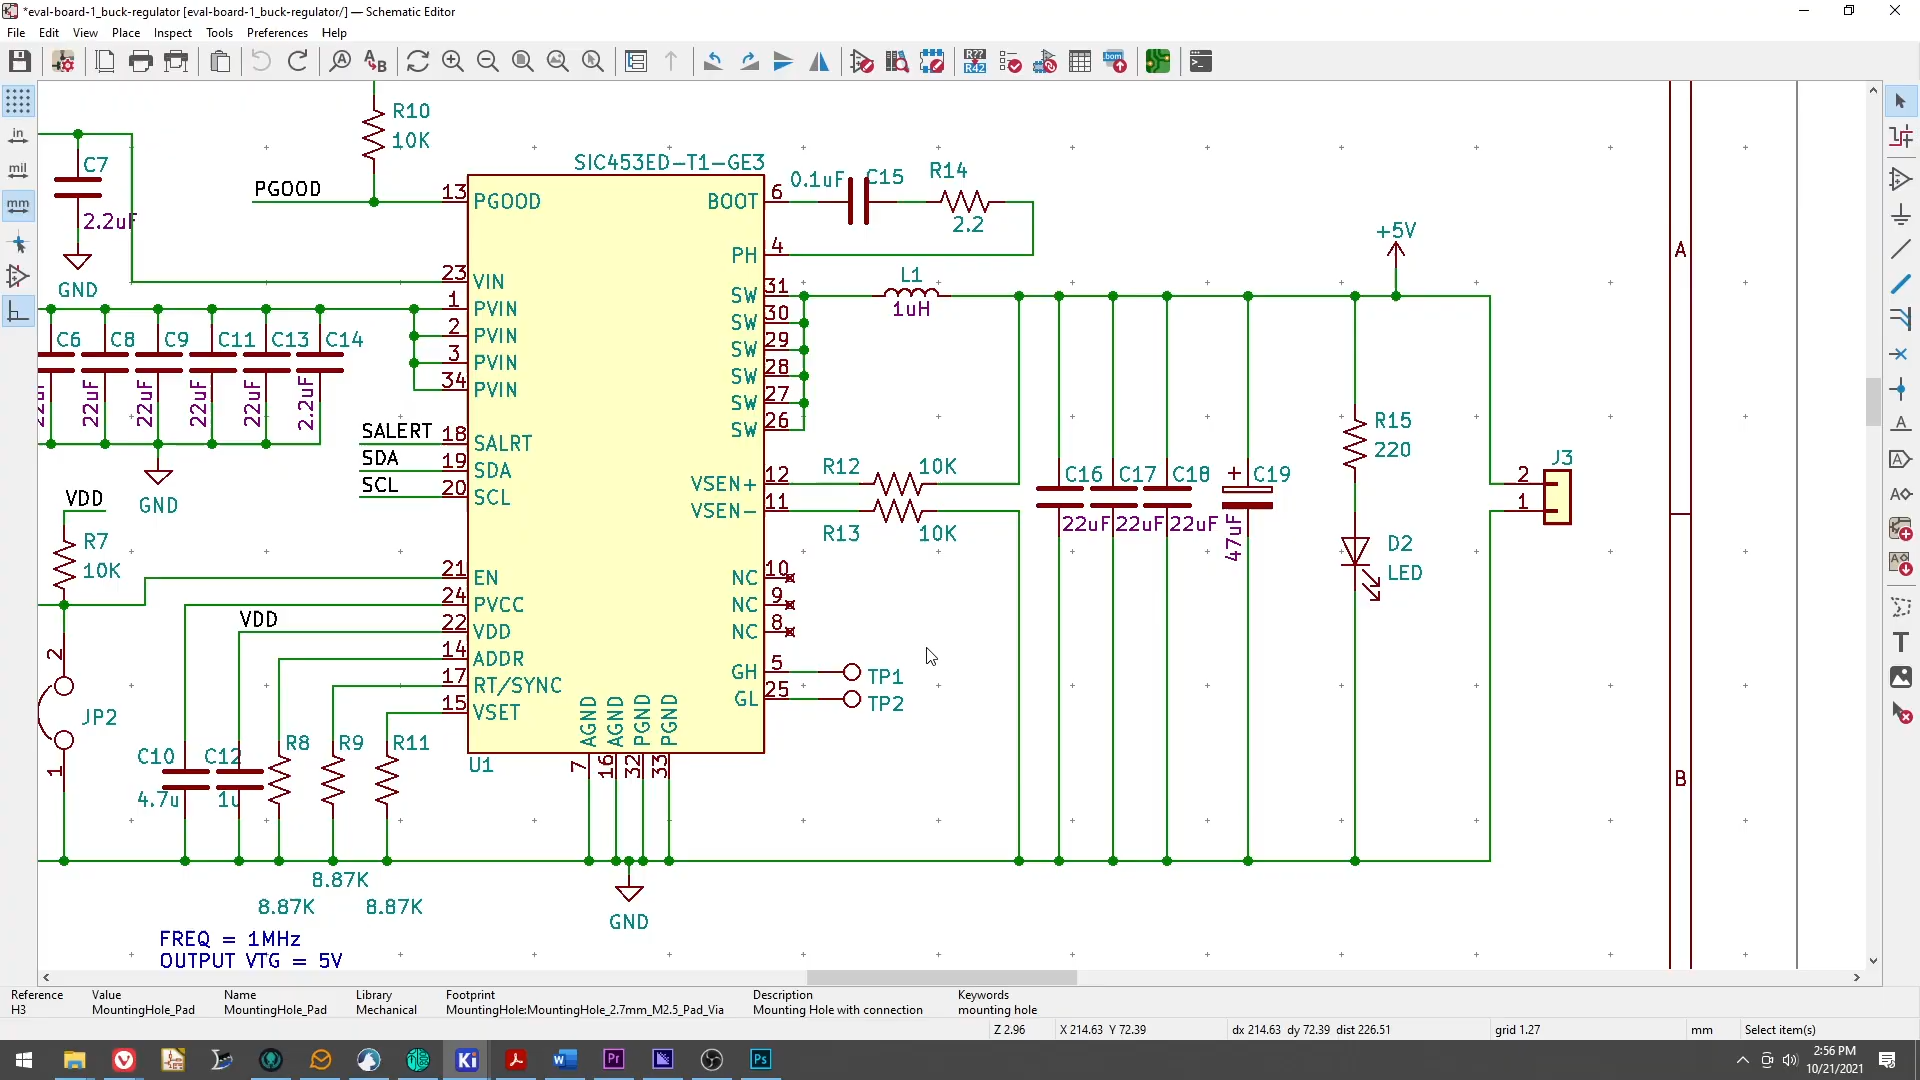 *eval-board-1_buck-regulator [eval-board-1_buck-regulator/] — Schematic Editor
File Edit View Place Inspect Tools Preferences Help
R??
R42
bom
in
mil
mm
R10
10K
C7
2.2uF
GND
PGOOD
SIC453ED-T1-GE3
13 PGOOD
23 VIN
1 PVIN
2 PVIN
3 PVIN
34 PVIN
18 SALRT
19 SDA
20 SCL
21 EN
24 PVCC
22 VDD
14 ADDR
17 RT/SYNC
15 VSET
BOOT 6
PH 4
SW 31
SW 30
SW 29
SW 28
SW 27
SW 26
VSEN+ 12
VSEN- 11
NC 10
NC 9
NC 8
GH 5
GL 25
AGND 7
AGND 16
PGND 32
PGND 33
U1
0.1uF C15
R14
2.2
L1
1uH
+5V
C6 C8 C9 C11 C13 C14
22uF 22uF 22uF 22uF 2.2uF
GND
SALERT
SDA
SCL
VDD
R7
10K
VDD
2
JP2
1
C10
4.7u
C12
1u
R8 R9 R11
8.87K
8.87K 8.87K
GND
R12 10K
R13 10K
C16 C17 C18 + C19
22uF 22uF 22uF 47uF
R15
220
D2
LED
J3
2
1
TP1
TP2
A
B
FREQ = 1MHz
OUTPUT VTG = 5V
Reference Value Name Library Footprint Description Keywords
H3 MountingHole_Pad MountingHole_Pad Mechanical MountingHole:MountingHole_2.7mm_M2.5_Pad_Via Mounting Hole with connection mounting hole
Z 2.96 X 214.63 Y 72.39 dx 214.63 dy 72.39 dist 226.51 grid 1.27 mm Select item(s)
Ki
Pr
Ps
2:56 PM
10/21/2021